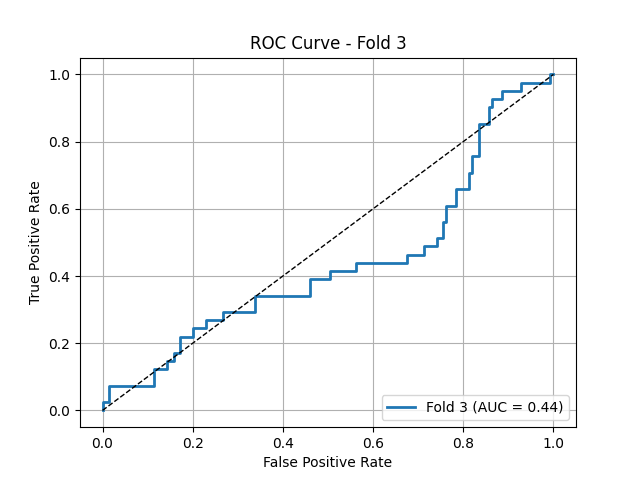 ROC Curve - Fold 3
True Positive Rate
1.0
0.8
0.6
0.4
0.2
0.0
Fold 3 (AUC = 0.44)
0.0 0.2 0.4 0.6 0.8 1.0
False Positive Rate